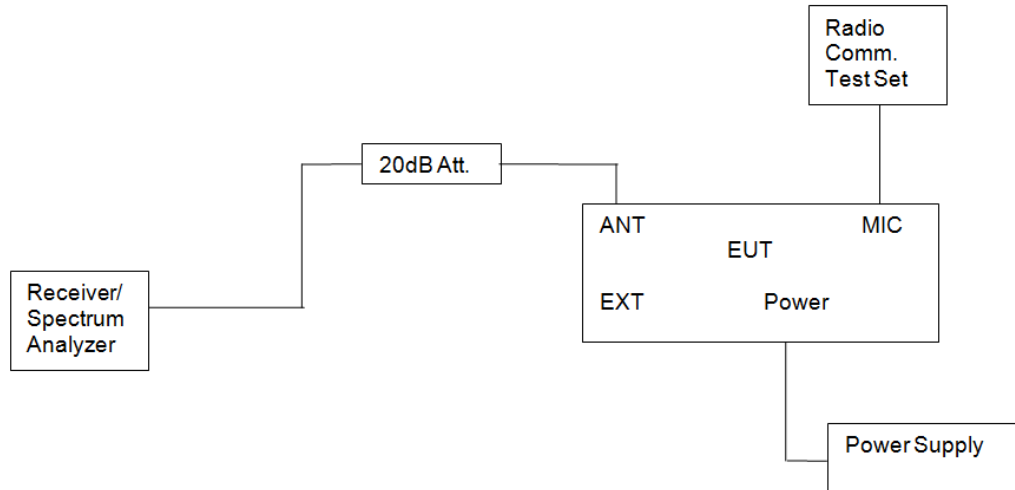 Radio
Comm.
Test Set
20dB Att.
ANT
MIC
EUT
EXT
Power
Receiver/
Spectrum
Analyzer
Power Supply